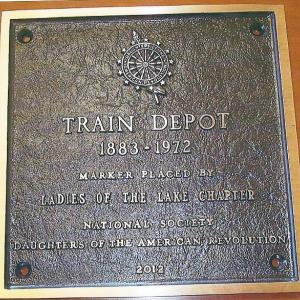 TRAIN DEPOT
1883-1972
MARKER PLACED BY
LADIES OF THE LAKE CHAPTER
NATIONAL SOCIETY
DAUGHTERS OF THE AMERICAN REVOLUTION
2012